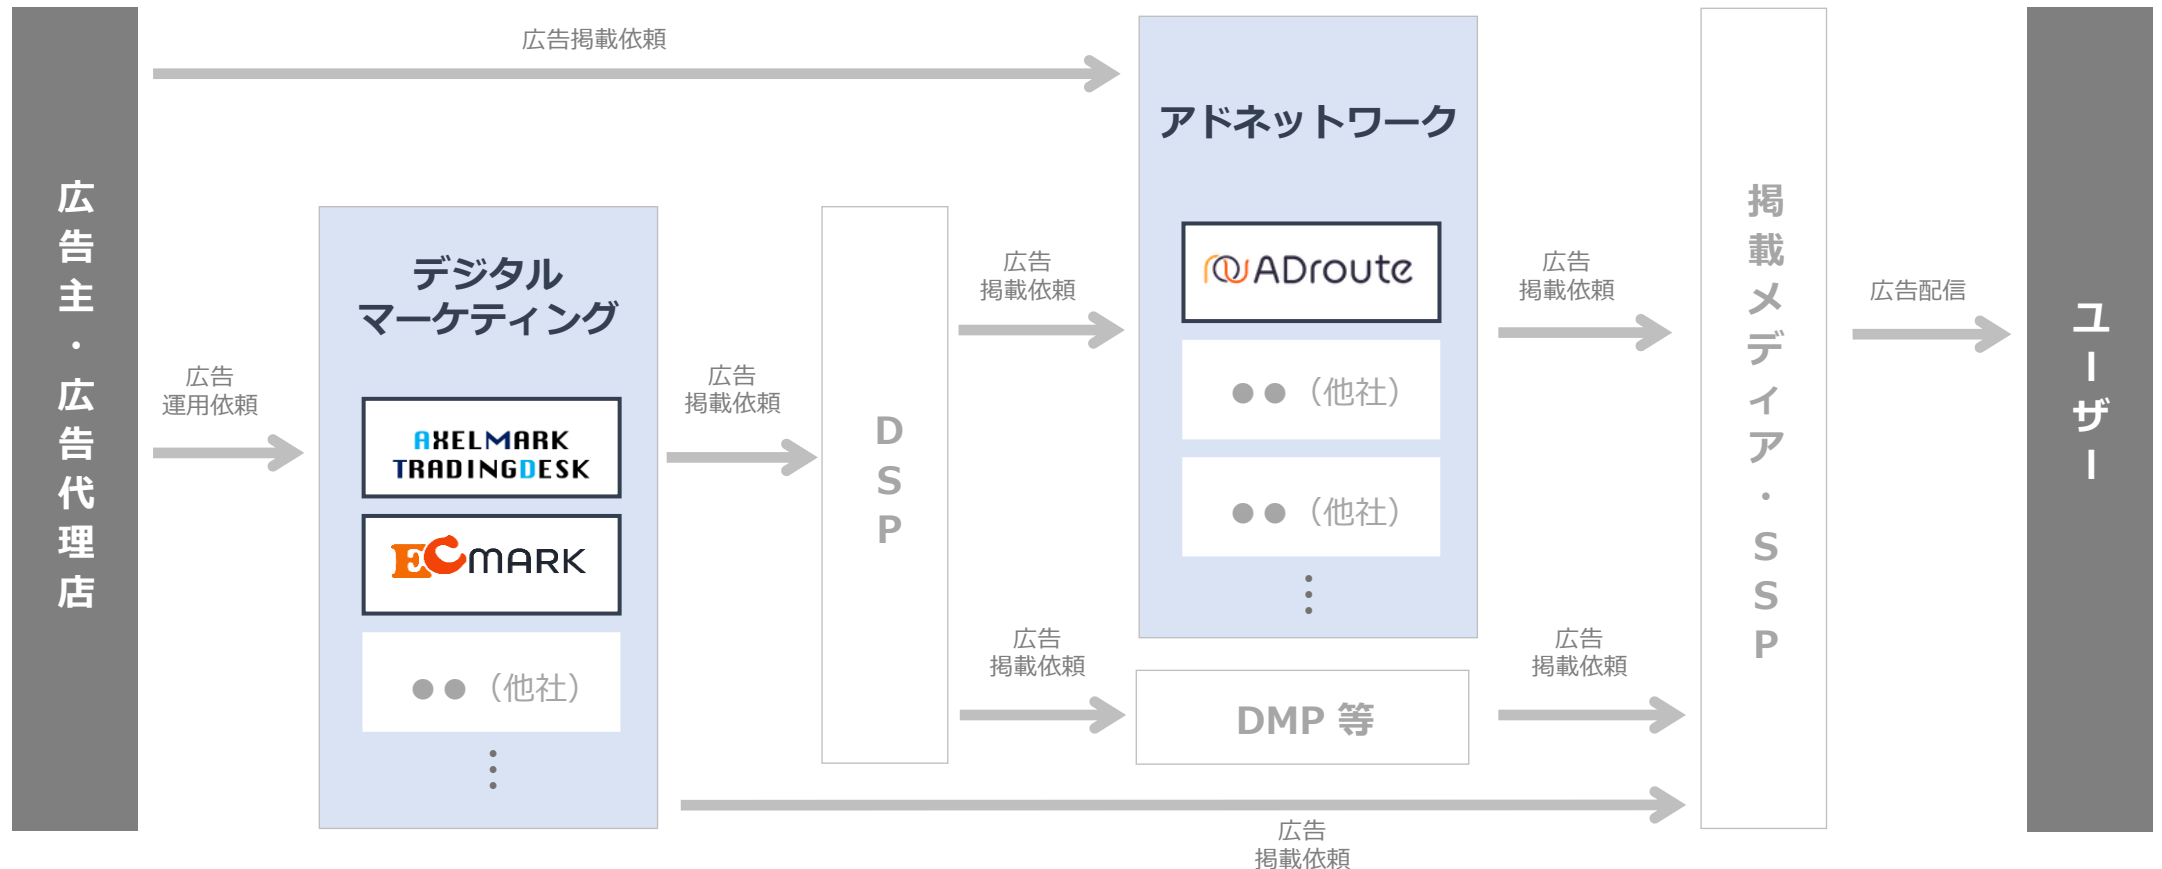 広告主・広告代理店
広告掲載依頼
広告
運用依頼
デジタル
マーケティング
AXELMARK
TRADINGDESK
ECMARK
●●（他社）
広告
掲載依頼
DSP
広告
掲載依頼
広告
掲載依頼
アドネットワーク
ADroute
●●（他社）
●●（他社）
DMP 等
広告
掲載依頼
広告
掲載依頼
広告
掲載依頼
掲載メディア・SSP
広告配信
ユーザー